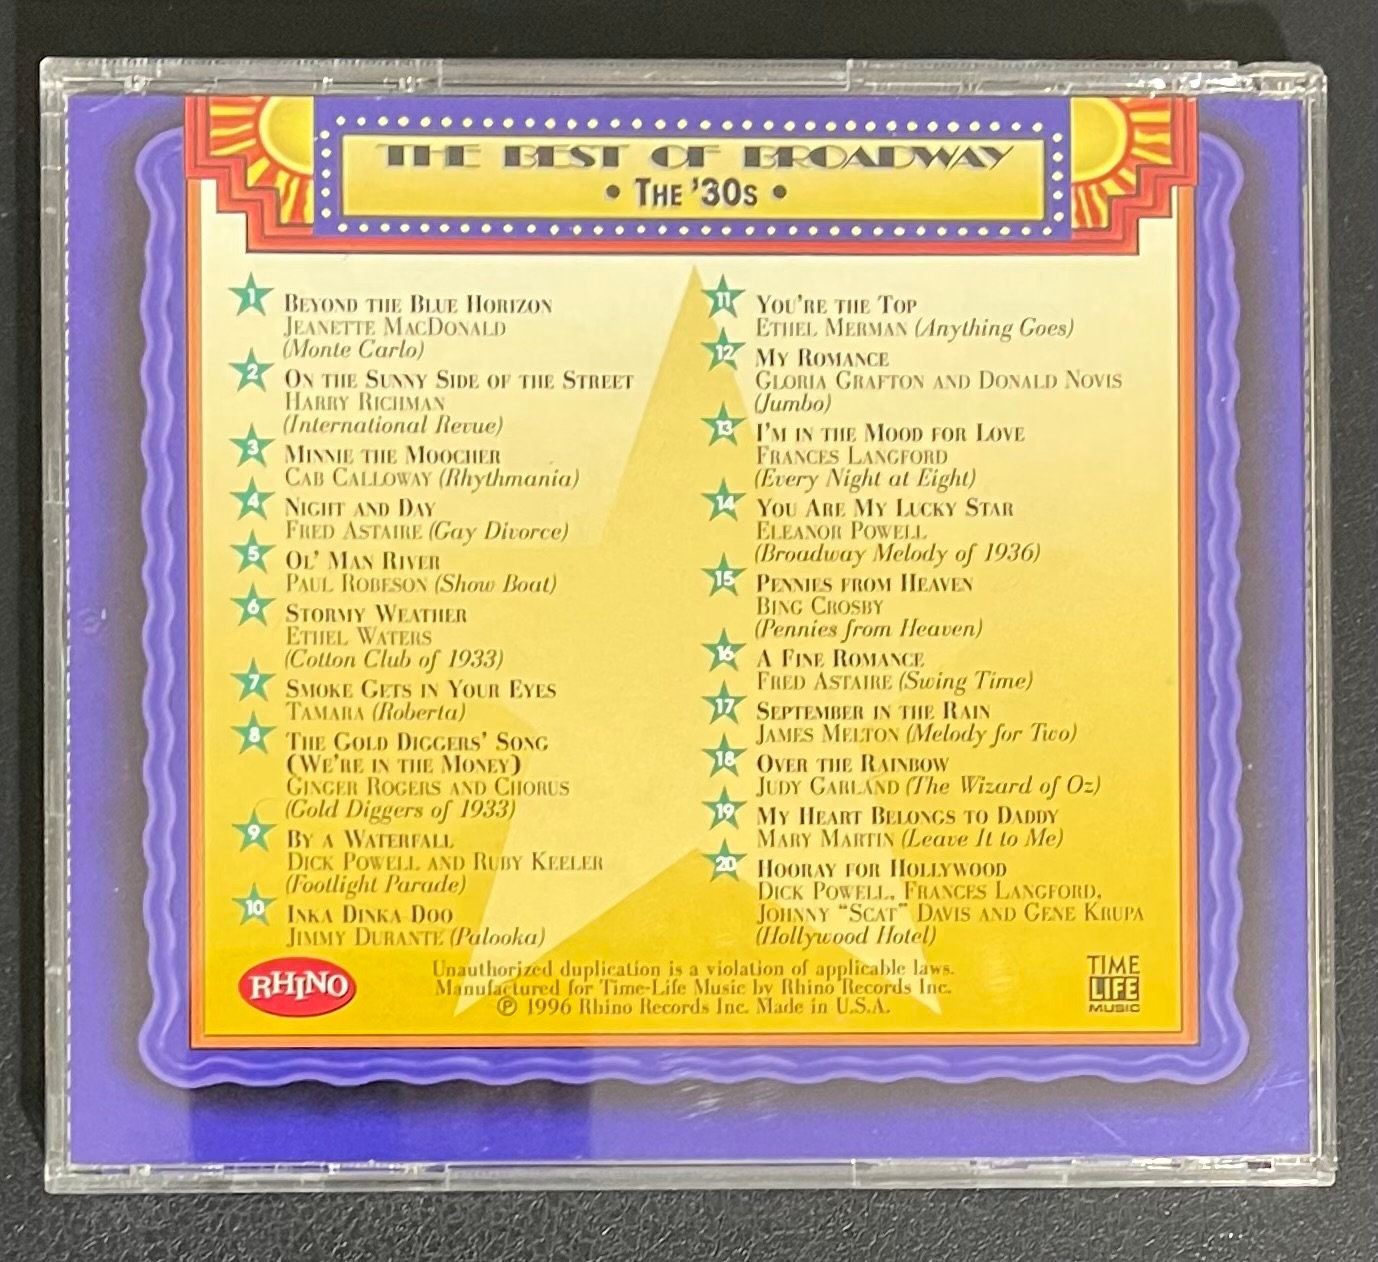 THE BEST OF BROADWAY
• THE '30S •
1
BEYOND THE BLUE HORIZON
JEANETTE MACDONALD
(Monte Carlo)
2
ON THE SUNNY SIDE OF THE STREET
HARRY RICHMAN
(International Revue)
3
MINNIE THE MOOCHER
CAB CALLOWAY (Rhythmania)
4
NIGHT AND DAY
FRED ASTAIRE (Gay Divorce)
5
OL' MAN RIVER
PAUL ROBESON (Show Boat)
6
STORMY WEATHER
ETHEL WATERS
(Cotton Club of 1933)
7
SMOKE GETS IN YOUR EYES
TAMARA (Roberta)
8
THE GOLD DIGGERS' SONG
(WE'RE IN THE MONEY)
GINGER ROGERS AND CHORUS
(Gold Diggers of 1933)
9
BY A WATERFALL
DICK POWELL AND RUBY KEELER
(Footlight Parade)
10
INKA DINKA DOO
JIMMY DURANTE (Palooka)
11
YOU'RE THE TOP
ETHEL MERMAN (Anything Goes)
12
MY ROMANCE
GLORIA GRAFTON AND DONALD NOVIS
(Jumbo)
13
I'M IN THE MOOD FOR LOVE
FRANCES LANGFORD
(Every Night at Eight)
14
YOU ARE MY LUCKY STAR
ELEANOR POWELL
(Broadway Melody of 1936)
15
PENNIES FROM HEAVEN
BING CROSBY
(Pennies from Heaven)
16
A FINE ROMANCE
FRED ASTAIRE (Swing Time)
17
SEPTEMBER IN THE RAIN
JAMES MELTON (Melody for Two)
18
OVER THE RAINBOW
JUDY GARLAND (The Wizard of Oz)
19
MY HEART BELONGS TO DADDY
MARY MARTIN (Leave It to Me)
20
HOORAY FOR HOLLYWOOD
DICK POWELL, FRANCES LANGFORD,
JOHNNY "SCAT" DAVIS AND GENE KRUPA
(Hollywood Hotel)
RHINO
Unauthorized duplication is a violation of applicable laws.
Manufactured for Time-Life Music by Rhino Records Inc.
℗ 1996 Rhino Records Inc. Made in U.S.A.
TIME
LIFE
MUSIC